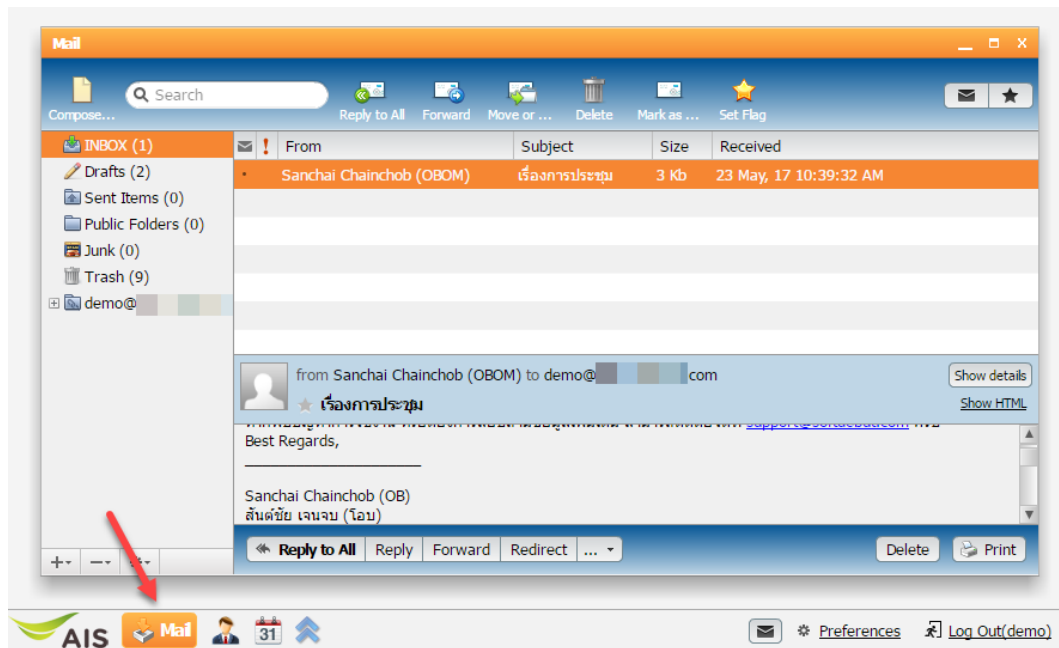 Mail
Compose...
Search
Reply to All
Forward
Move or ...
Delete
Mark as ...
Set Flag
INBOX (1)
Drafts (2)
Sent Items (0)
Public Folders (0)
Junk (0)
Trash (9)
demo@
From Subject Size Received
Sanchai Chainchob (OBOM) เรื่องการประชุม 3 Kb 23 May, 17 10:39:32 AM
from Sanchai Chainchob (OBOM) to demo@ com
Show details
เรื่องการประชุม
Show HTML
Best Regards,
Sanchai Chainchob (OB)
สันต์ชัย เจนจบ (โอบ)
Reply to All Reply Forward Redirect ...
Delete
Print
AIS
Mail
31
Preferences
Log Out(demo)